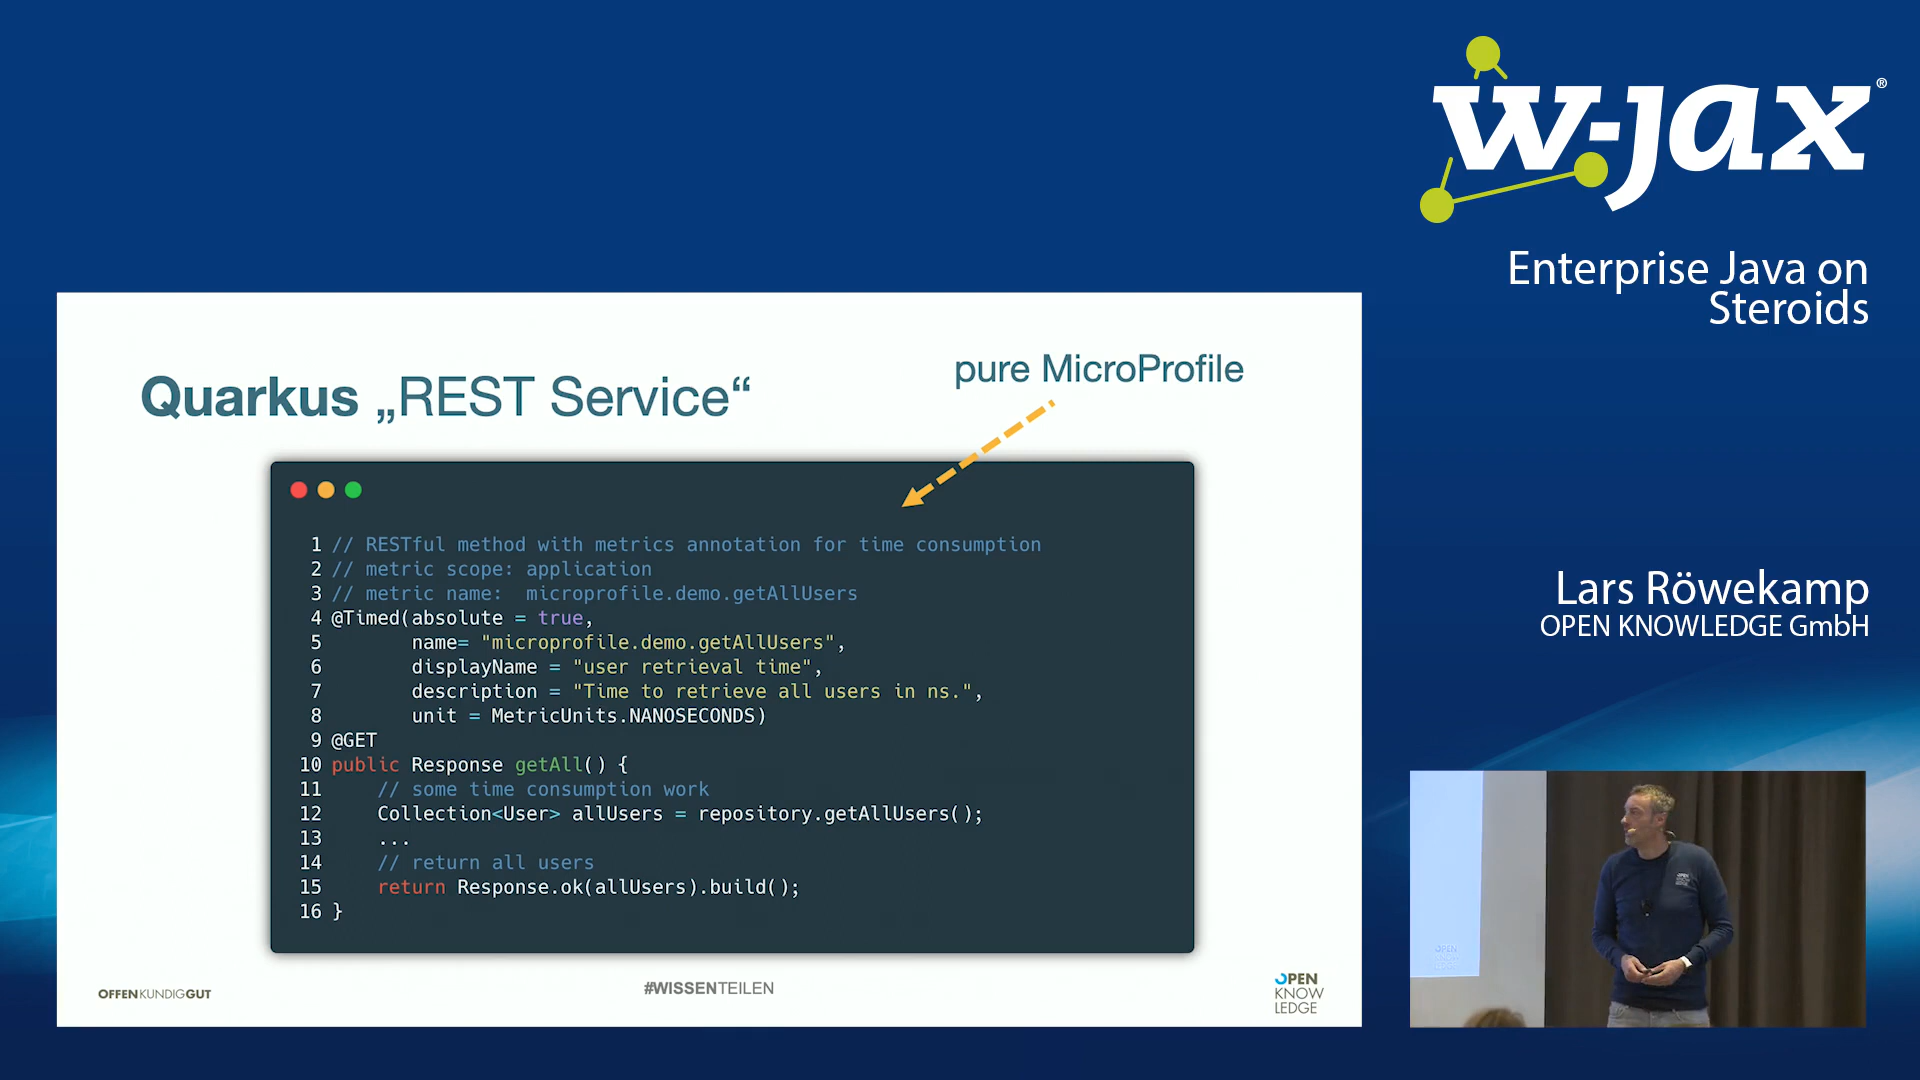 w-jax®
Enterprise Java on
Steroids
Quarkus „REST Service“
pure MicroProfile
1 // RESTful method with metrics annotation for time consumption
2 // metric scope: application
3 // metric name:  microprofile.demo.getAllUsers
4 @Timed(absolute = true,
5        name= "microprofile.demo.getAllUsers",
6        displayName = "user retrieval time",
7        description = "Time to retrieve all users in ns.",
8        unit = MetricUnits.NANOSECONDS)
9 @GET
10 public Response getAll() {
11     // some time consumption work
12     Collection<User> allUsers = repository.getAllUsers();
13     ...
14     // return all users
15     return Response.ok(allUsers).build();
16 }
OFFENKUNDIGGUT
#WISSENTEILEN
OPEN
KNOW
LEDGE
Lars Röwekamp
OPEN KNOWLEDGE GmbH
OPEN
KNOW
LEDGE